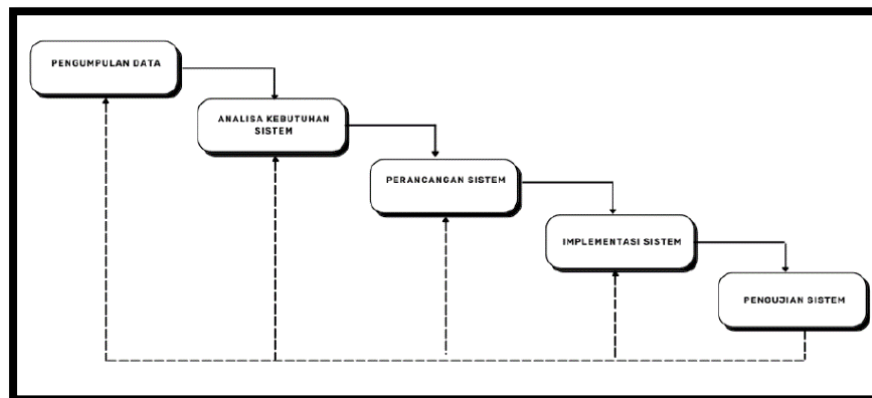 PENGUMPULAN DATA
ANALISA KEBUTUHAN
SISTEM
PERANCANGAN SISTEM
IMPLEMENTASI SISTEM
PENGUJIAN SISTEM